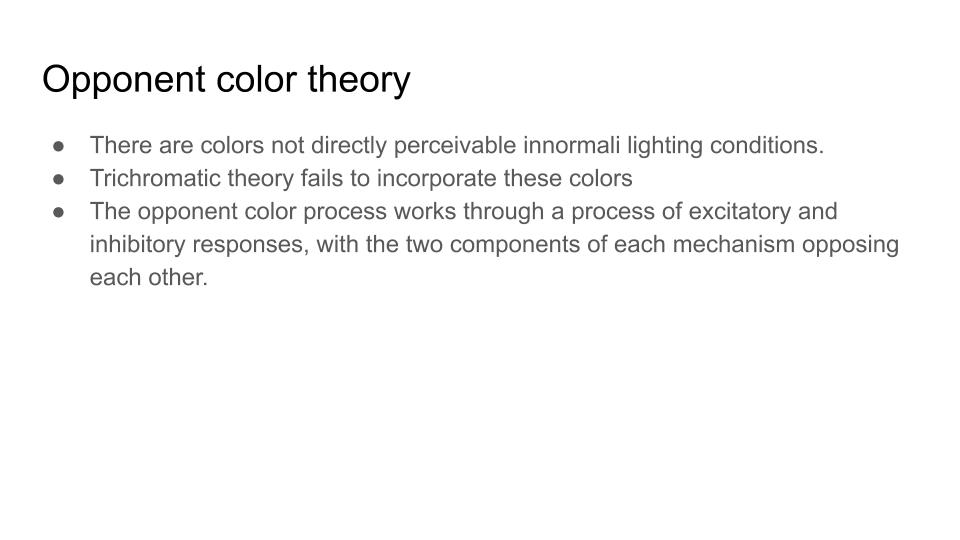 Opponent color theory
● There are colors not directly perceivable innormali lighting conditions.
● Trichromatic theory fails to incorporate these colors
● The opponent color process works through a process of excitatory and
inhibitory responses, with the two components of each mechanism opposing
each other.